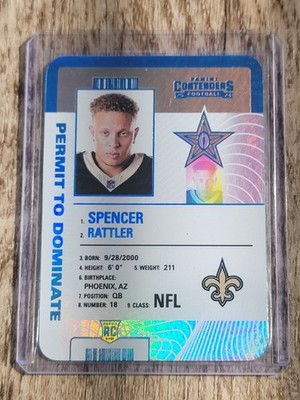 PANINI
CONTENDERS
FOOTBALL
PERMIT TO DOMINATE
1. SPENCER
2. RATTLER
3. BORN: 9/28/2000
4. HEIGHT: 6' 0" 5. WEIGHT: 211
6. BIRTHPLACE:
PHOENIX, AZ
7. POSITION: QB
8. NUMBER: 18 9. CLASS: NFL
RC